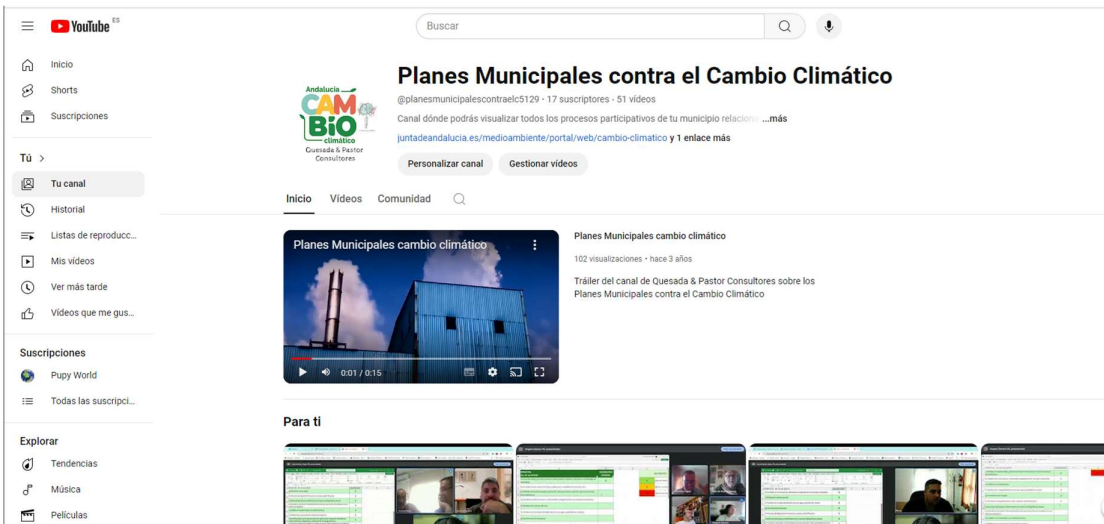 YouTube ES
Buscar
Inicio
Shorts
Suscripciones
Tú >
Tu canal
Historial
Listas de reproducc...
Mis vídeos
Ver más tarde
Vídeos que me gus...
Suscripciones
Pupy World
Todas las suscripci...
Explorar
Tendencias
Música
Películas
Andalucía
CAM
BIO
climático
Quesada & Pastor
Consultores
Planes Municipales contra el Cambio Climático
@planesmunicipalescontraelc5129 • 17 suscriptores • 51 vídeos
Canal dónde podrás visualizar todos los procesos participativos de tu municipio relaciona ...más
juntadeandalucia.es/medioambiente/portal/web/cambio-climatico y 1 enlace más
Personalizar canal
Gestionar vídeos
Inicio Vídeos Comunidad
Planes Municipales cambio climático
0:01 / 0:15
Planes Municipales cambio climático
102 visualizaciones • hace 3 años
Tráiler del canal de Quesada & Pastor Consultores sobre los
Planes Municipales contra el Cambio Climático
Para ti